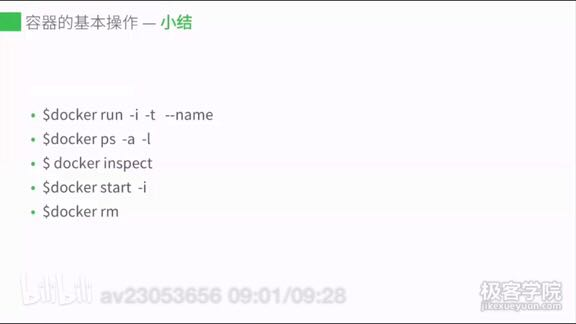 容器的基本操作 — 小结
$docker run -i -t --name
$docker ps -a -l
$ docker inspect
$docker start -i
$docker rm
bilibili av23053656 09:01/09:28
极客学院
jikexueyuan.com